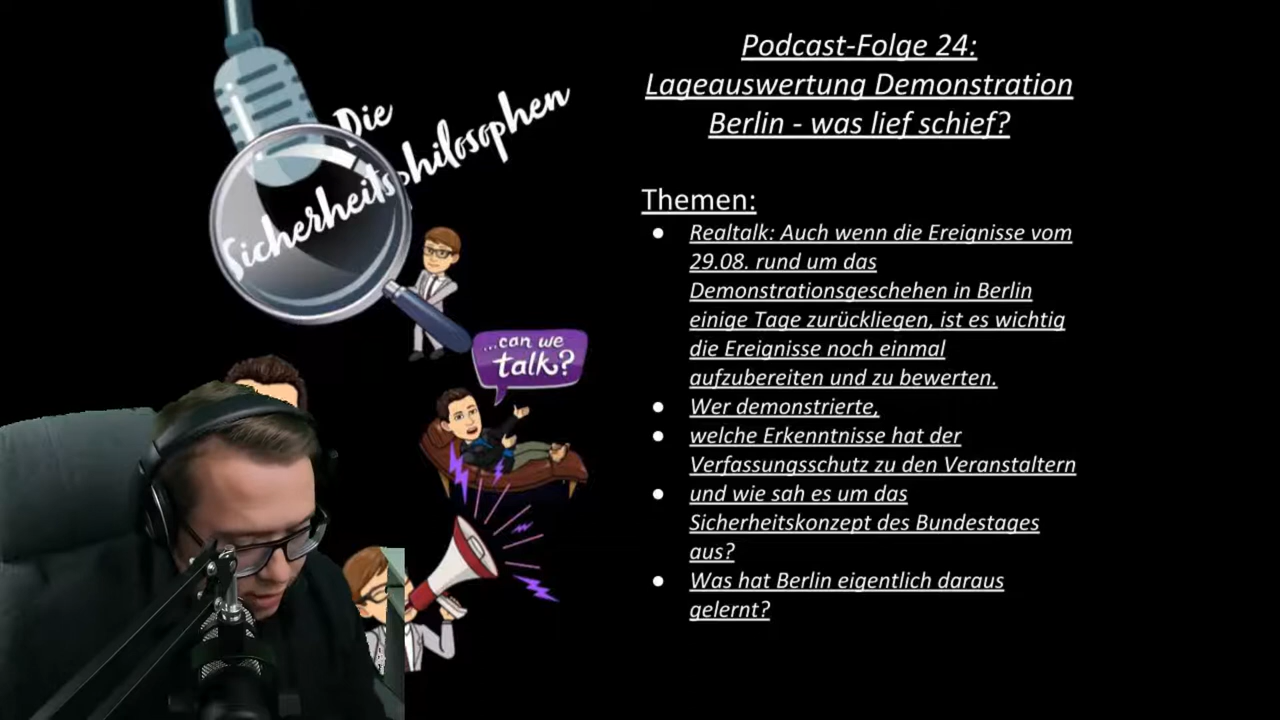 Die
Sicherheitsphilosophen
...can we
talk?
Podcast-Folge 24:
Lageauswertung Demonstration
Berlin - was lief schief?
Themen:
● Realtalk: Auch wenn die Ereignisse vom
29.08. rund um das
Demonstrationsgeschehen in Berlin
einige Tage zurückliegen, ist es wichtig
die Ereignisse noch einmal
aufzubereiten und zu bewerten.
● Wer demonstrierte,
● welche Erkenntnisse hat der
Verfassungsschutz zu den Veranstaltern
● und wie sah es um das
Sicherheitskonzept des Bundestages
aus?
● Was hat Berlin eigentlich daraus
gelernt?